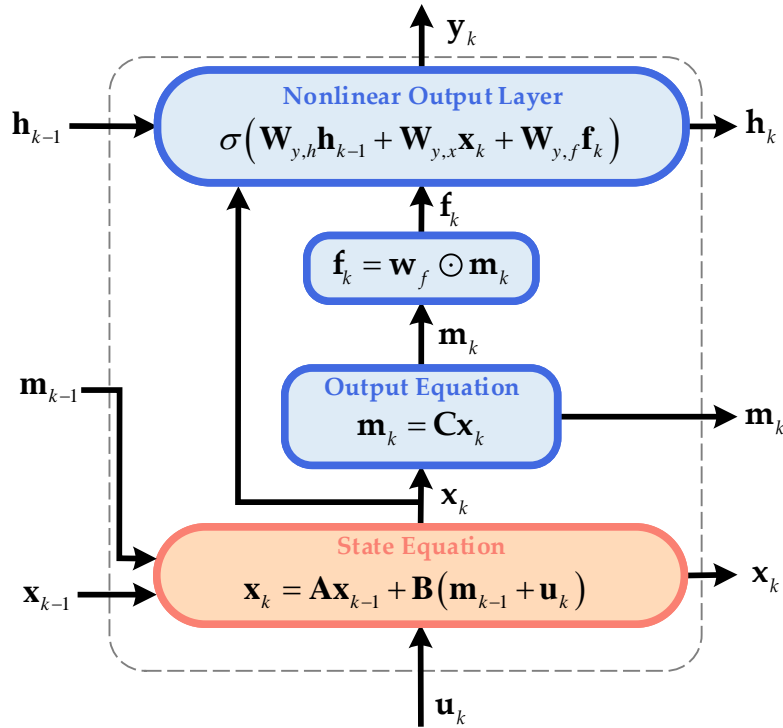 y_k
Nonlinear Output Layer
h_{k-1}
σ(W_{y,h}h_{k-1} + W_{y,x}x_k + W_{y,f}f_k)
h_k
f_k
f_k = w_f ⊙ m_k
m_k
m_{k-1}
Output Equation
m_k = Cx_k
m_k
x_k
State Equation
x_{k-1}
x_k = Ax_{k-1} + B(m_{k-1} + u_k)
x_k
u_k